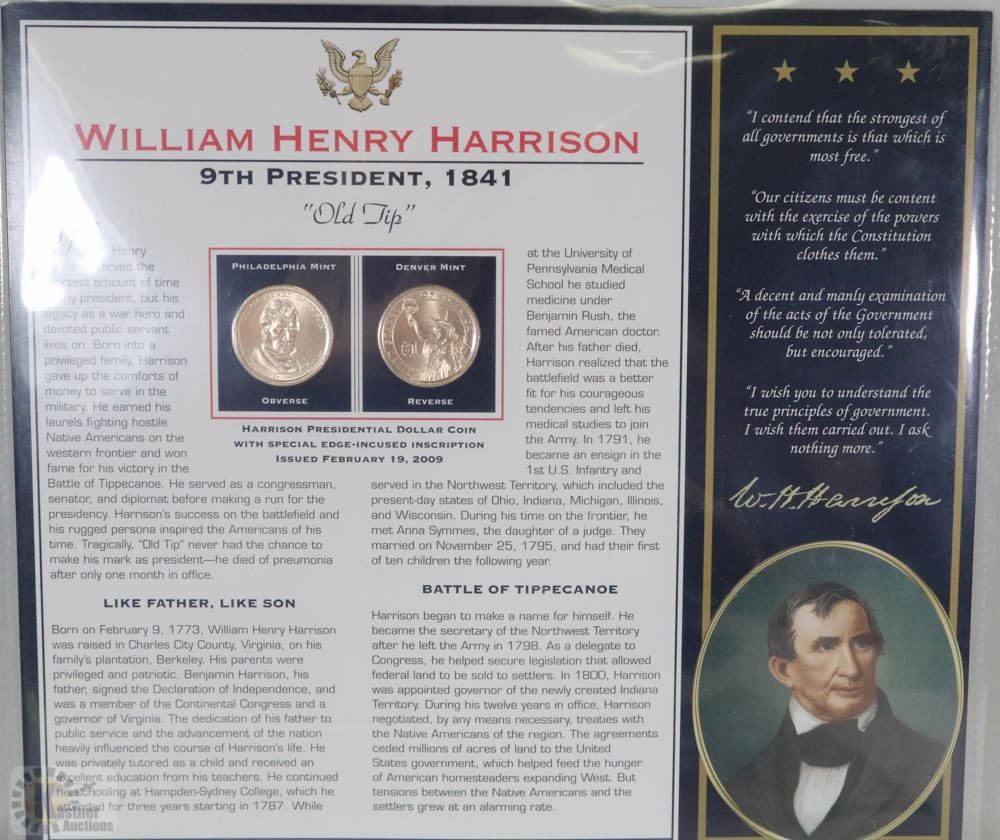 WILLIAM HENRY HARRISON
9TH PRESIDENT, 1841
"Old Tip"
Henry
served the
shortest amount of time
any president, but his
legacy as a war hero and
devoted public servant
lives on. Born into a
privileged family, Harrison
gave up the comforts of
money to serve in the
military. He earned his
laurels fighting hostile
Native Americans on the
western frontier and won
fame for his victory in the
Battle of Tippecanoe. He served as a congressman,
senator, and diplomat before making a run for the
presidency. Harrison's success on the battlefield and
his rugged persona inspired the Americans of his
time. Tragically, "Old Tip" never had the chance to
make his mark as president—he died of pneumonia
after only one month in office.
LIKE FATHER, LIKE SON
Born on February 9, 1773, William Henry Harrison
was raised in Charles City County, Virginia, on his
family's plantation, Berkeley. His parents were
privileged and patriotic. Benjamin Harrison, his
father, signed the Declaration of Independence, and
was a member of the Continental Congress and a
governor of Virginia. The dedication of his father to
public service and the advancement of the nation
heavily influenced the course of Harrison's life. He
was privately tutored as a child and received an
excellent education from his teachers. He continued
his schooling at Hampden-Sydney College, which he
attended for three years starting in 1787. While
PHILADELPHIA MINT
OBVERSE
DENVER MINT
$1
REVERSE
HARRISON PRESIDENTIAL DOLLAR COIN
WITH SPECIAL EDGE-INCUSED INSCRIPTION
ISSUED FEBRUARY 19, 2009
at the University of
Pennsylvania Medical
School he studied
medicine under
Benjamin Rush, the
famed American doctor.
After his father died,
Harrison realized that the
battlefield was a better
fit for his courageous
tendencies and left his
medical studies to join
the Army. In 1791, he
became an ensign in the
1st U.S. Infantry and
served in the Northwest Territory, which included the
present-day states of Ohio, Indiana, Michigan, Illinois,
and Wisconsin. During his time on the frontier, he
met Anna Symmes, the daughter of a judge. They
married on November 25, 1795, and had their first
of ten children the following year.
BATTLE OF TIPPECANOE
Harrison began to make a name for himself. He
became the secretary of the Northwest Territory
after he left the Army in 1798. As a delegate to
Congress, he helped secure legislation that allowed
federal land to be sold to settlers. In 1800, Harrison
was appointed governor of the newly created Indiana
Territory. During his twelve years in office, Harrison
negotiated, by any means necessary, treaties with
the Native Americans of the region. The agreements
ceded millions of acres of land to the United
States government, which helped feed the hunger
of American homesteaders expanding West. But
tensions between the Native Americans and the
settlers grew at an alarming rate.
"I contend that the strongest of
all governments is that which is
most free."
"Our citizens must be content
with the exercise of the powers
with which the Constitution
clothes them."
"A decent and manly examination
of the acts of the Government
should be not only tolerated,
but encouraged."
"I wish you to understand the
true principles of government.
I wish them carried out. I ask
nothing more."
W. H. Harrison
Kastner
Auctions